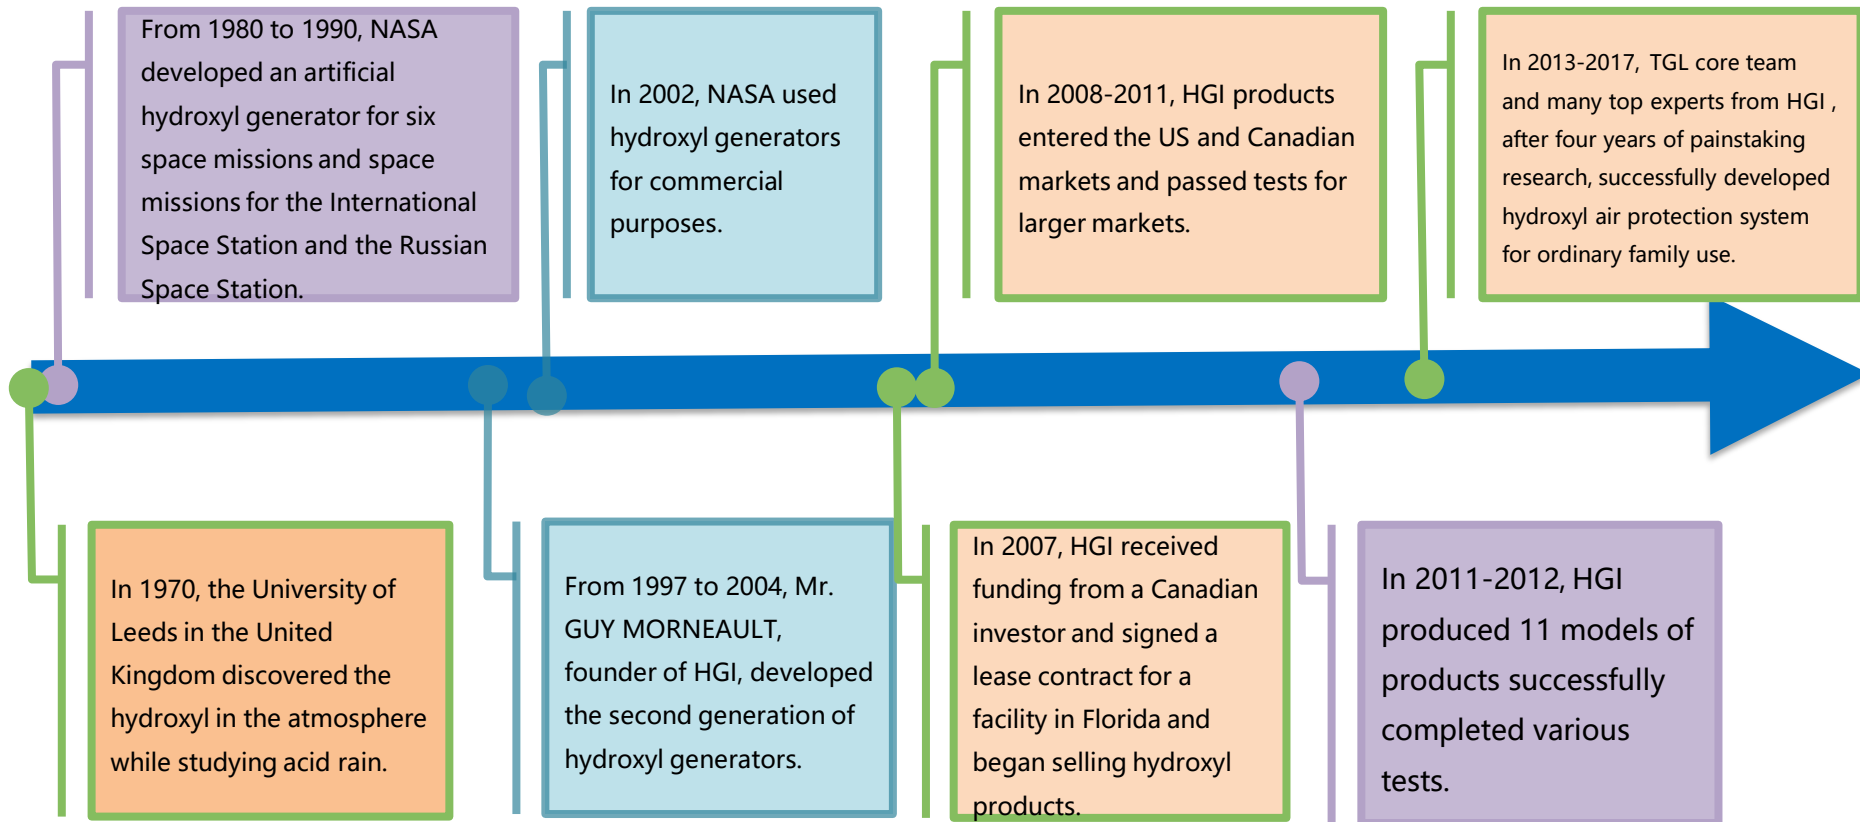 From 1980 to 1990, NASA
developed an artificial
hydroxyl generator for six
space missions and space
missions for the International
Space Station and the Russian
Space Station.
In 2002, NASA used
hydroxyl generators
for commercial
purposes.
In 2008-2011, HGI products
entered the US and Canadian
markets and passed tests for
larger markets.
In 2013-2017, TGL core team
and many top experts from HGI ,
after four years of painstaking
research, successfully developed
hydroxyl air protection system
for ordinary family use.
In 1970, the University of
Leeds in the United
Kingdom discovered the
hydroxyl in the atmosphere
while studying acid rain.
From 1997 to 2004, Mr.
GUY MORNEAULT,
founder of HGI, developed
the second generation of
hydroxyl generators.
In 2007, HGI received
funding from a Canadian
investor and signed a
lease contract for a
facility in Florida and
began selling hydroxyl
products.
In 2011-2012, HGI
produced 11 models of
products successfully
completed various
tests.